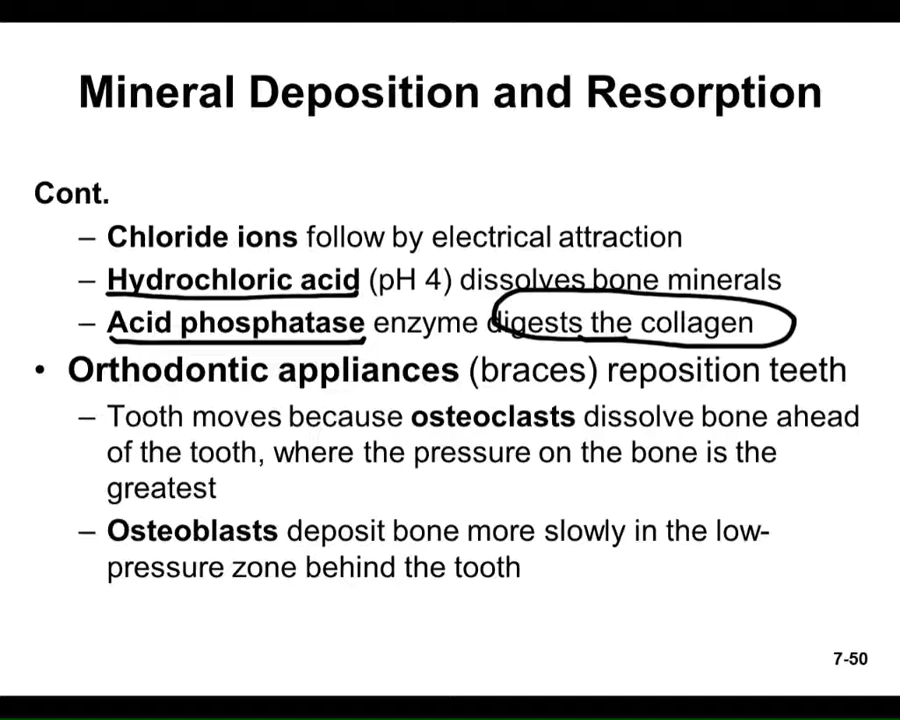 Mineral Deposition and Resorption
Cont.
– Chloride ions follow by electrical attraction
– Hydrochloric acid (pH 4) dissolves bone minerals
– Acid phosphatase enzyme digests the collagen
• Orthodontic appliances (braces) reposition teeth
– Tooth moves because osteoclasts dissolve bone ahead
of the tooth, where the pressure on the bone is the
greatest
– Osteoblasts deposit bone more slowly in the low-
pressure zone behind the tooth
7-50